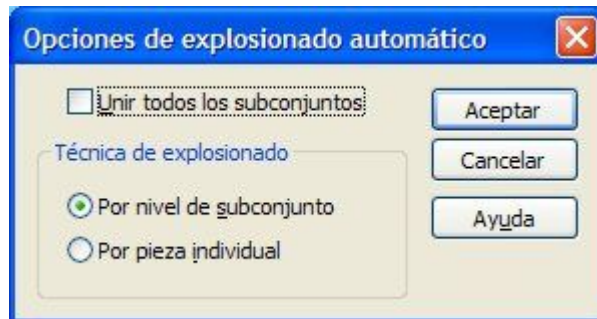 Opciones de explosionado automático
Unir todos los subconjuntos
Aceptar
Técnica de explosionado
Cancelar
Por nivel de subconjunto
Ayuda
Por pieza individual